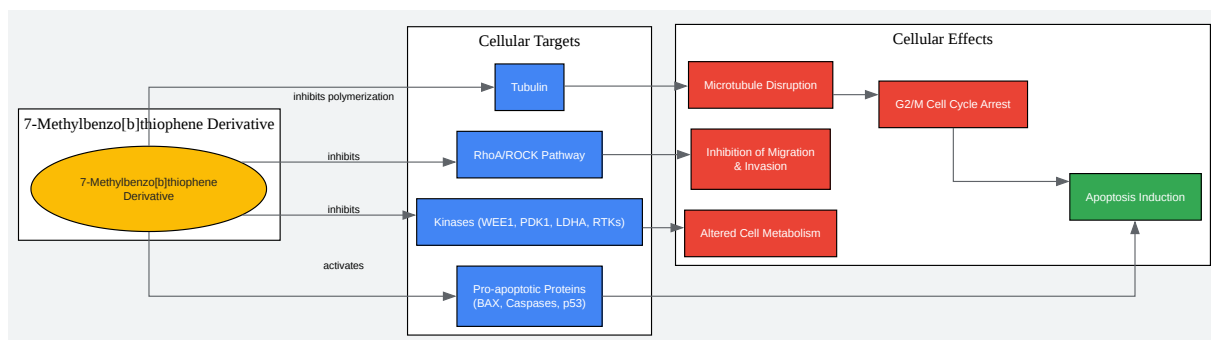 Cellular Targets
Cellular Effects
Tubulin
Microtubule Disruption
inhibits polymerization
G2/M Cell Cycle Arrest
7-Methylbenzo[b]thiophene Derivative
RhoA/ROCK Pathway
inhibits
Inhibition of Migration
& Invasion
7-Methylbenzo[b]thiophene
Derivative
Apoptosis Induction
inhibits
Kinases (WEE1, PDK1, LDHA, RTKs)
Altered Cell Metabolism
activates
Pro-apoptotic Proteins
(BAX, Caspases, p53)